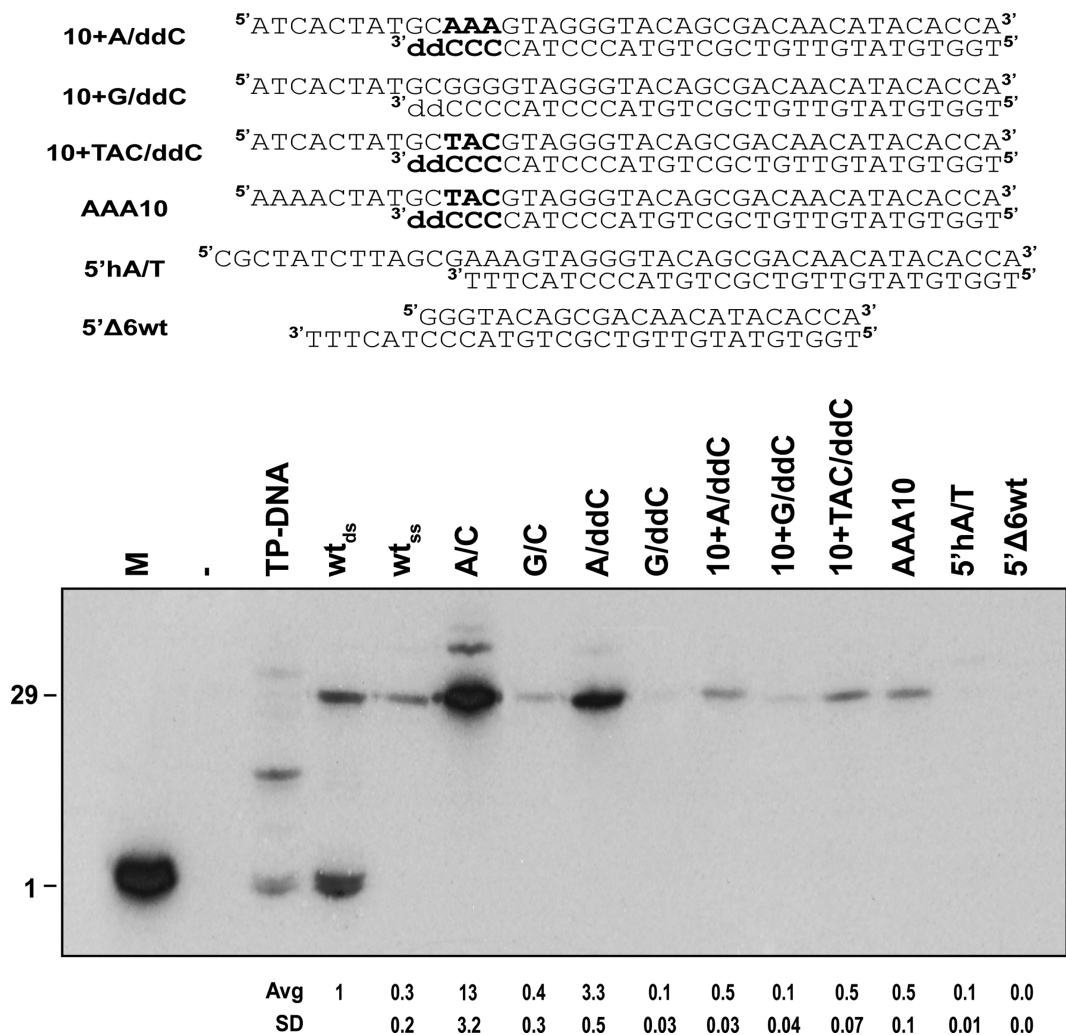 10+A/ddC
5’ATCACTATGCAAAGTAGGGTACAGCGACAACATACACCA3’
3’ddCCCCATCCCATGTCGCTGTTGTATGTGGT5’
10+G/ddC
5’ATCACTATGCGGGGTAGGGTACAGCGACAACATACACCA3’
3’ddCCCCATCCCATGTCGCTGTTGTATGTGGT5’
10+TAC/ddC
5’ATCACTATGCTACGTAGGGTACAGCGACAACATACACCA3’
3’ddCCCCATCCCATGTCGCTGTTGTATGTGGT5’
AAA10
5’AAAACTATGCTACGTAGGGTACAGCGACAACATACACCA3’
3’ddCCCCATCCCATGTCGCTGTTGTATGTGGT5’
5’hA/T
5’CGCTATCTTAGCGAAAGTAGGGTACAGCGACAACATACACCA3’
3’TTTCATCCCATGTCGCTGTTGTATGTGGT5’
5’Δ6wt
5’GGGTACAGCGACAACATACACCA3’
3’TTTCATCCCATGTCGCTGTTGTATGTGGT5’
M - TP-DNA wtds wtss A/C G/C A/ddC G/ddC 10+A/ddC 10+G/ddC 10+TAC/ddC AAA10 5’hA/T 5’Δ6wt
29
1
Avg 1 0.3 13 0.4 3.3 0.1 0.5 0.1 0.5 0.5 0.1 0.0
SD 0.2 3.2 0.3 0.5 0.03 0.03 0.04 0.07 0.1 0.01 0.0